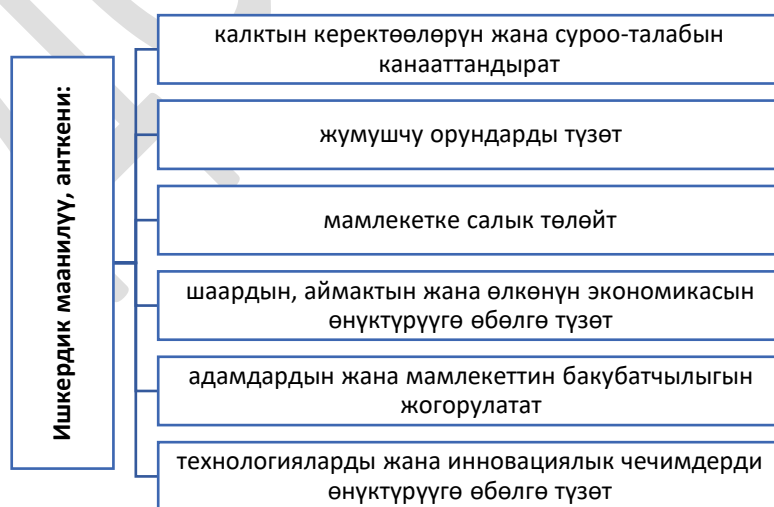 Ишкердик маанилүү, анткени:
калктын керектөөлөрүн жана суроо-талабын
канааттандырат
жумушчу орундарды түзөт
мамлекетке салык төлөйт
шаардын, аймактын жана өлкөнүн экономикасын
өнүктүрүүгө өбөлгө түзөт
адамдардын жана мамлекеттин бакубатчылыгын
жогорулатат
технологияларды жана инновациялык чечимдерди
өнүктүрүүгө өбөлгө түзөт